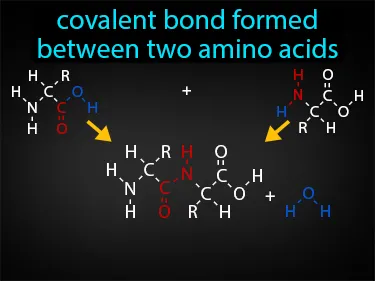 covalent bond formed
between two amino acids
H R H O
H N C O H + N C O H
H C O H R H
H R H O
H C N C H
N C C O +
H H O R H H O H